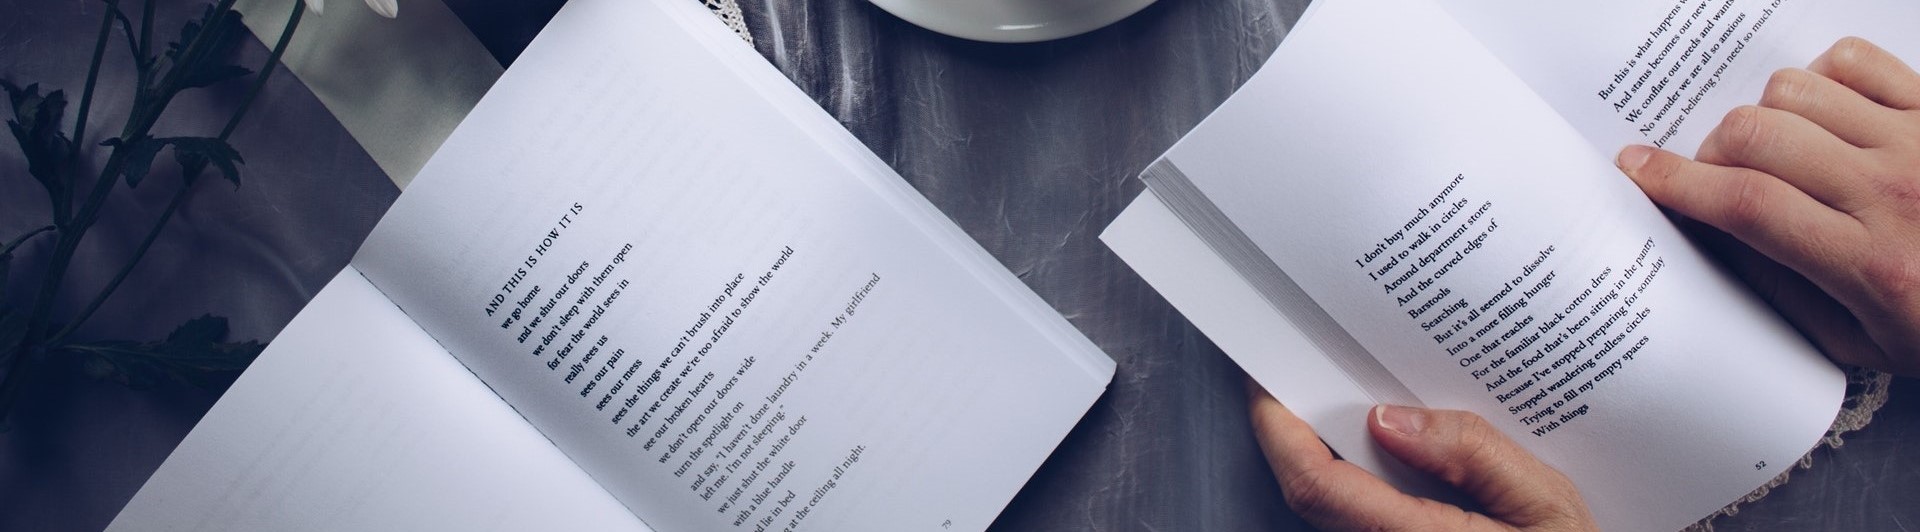 AND THIS IS HOW IT IS
we go home
and we shut our doors
we don't sleep with them open
for fear the world sees in
really sees us
sees our pain
sees our mess
sees the things we can't brush into place
the art we create we're too afraid to show the world
see our broken hearts
we don't open our doors wide
turn the spotlight on
and say, "I haven't done laundry in a week. My girlfriend
left me. I'm not sleeping."
we just shut the white door
with a blue handle
lie in bed
at the ceiling all night.
79
I don't buy much anymore
I used to walk in circles
Around department stores
And the curved edges of
Barstools
Searching
But it's all seemed to dissolve
Into a more filling hunger
One that reaches
For the familiar black cotton dress
And the food that's been sitting in the pantry
Because I've stopped preparing for someday
Stopped wandering endless circles
Trying to fill my empty spaces
With things
52
But this is what happens
And status becomes our new
We conflate our needs and wants
No wonder we are all so anxious
Imagine believing you need so much to